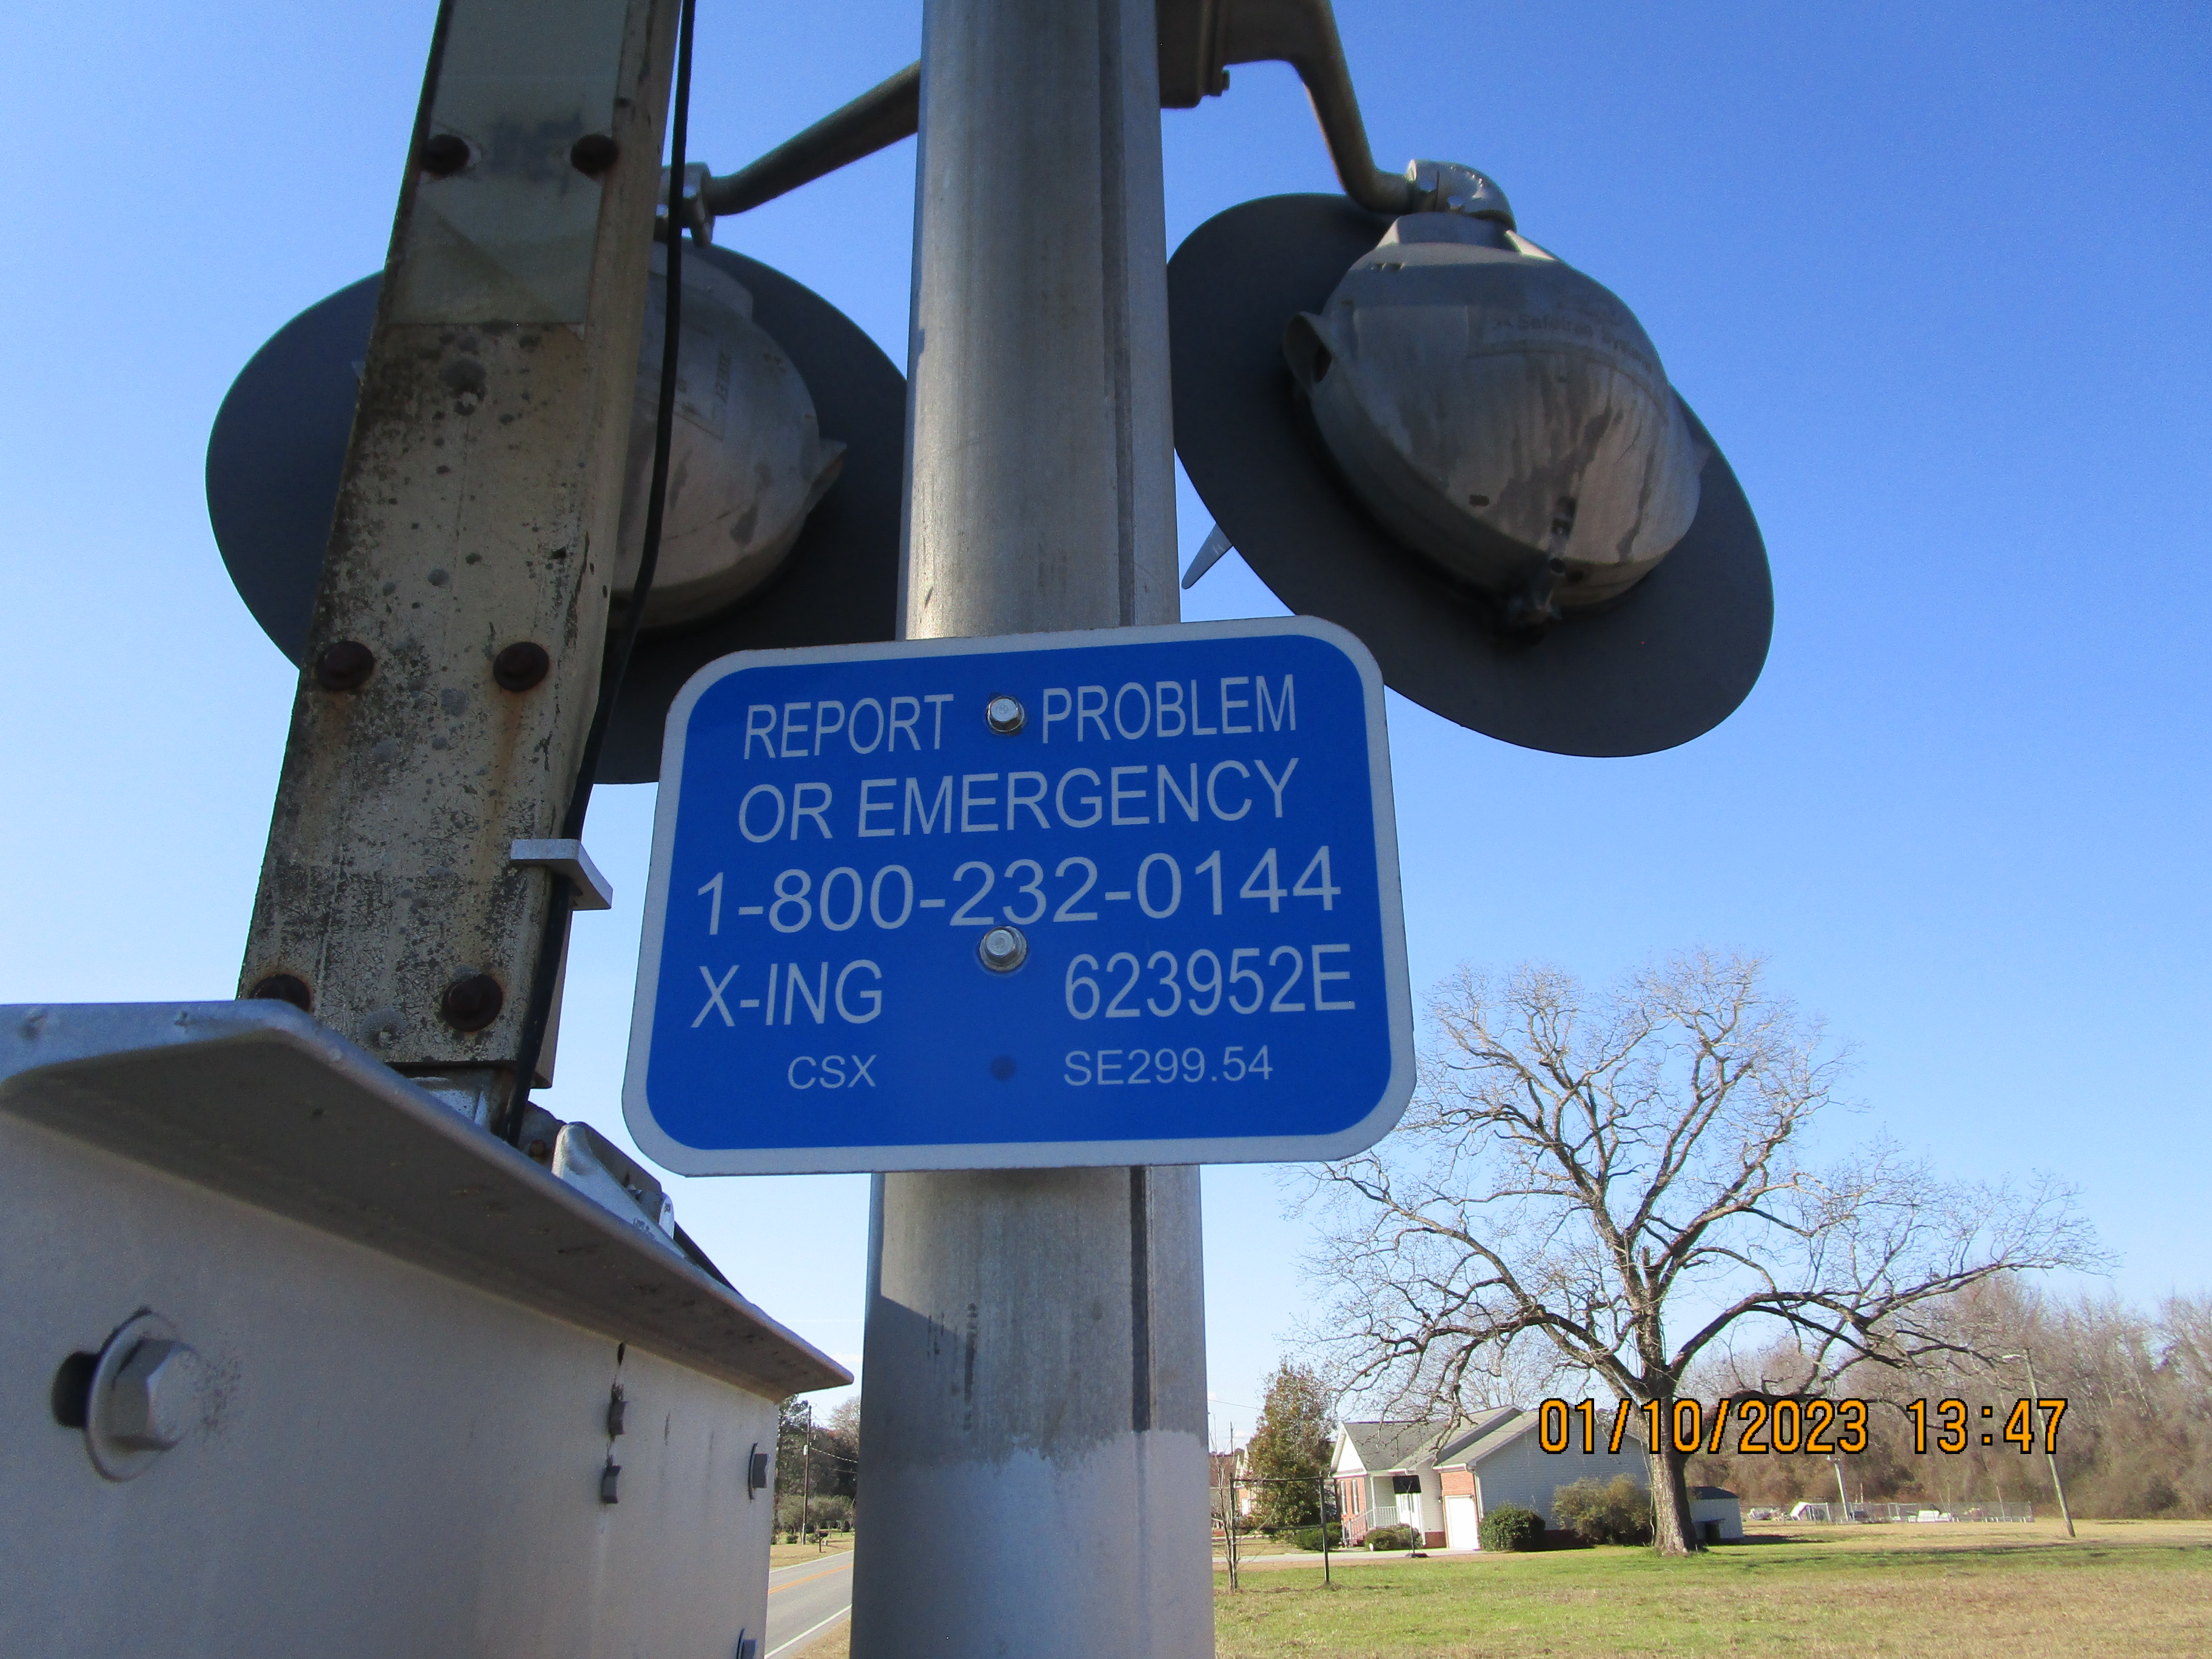 REPORT PROBLEM
OR EMERGENCY
1-800-232-0144
X-ING 623952E
CSX SE299.54
01/10/2023 13:47